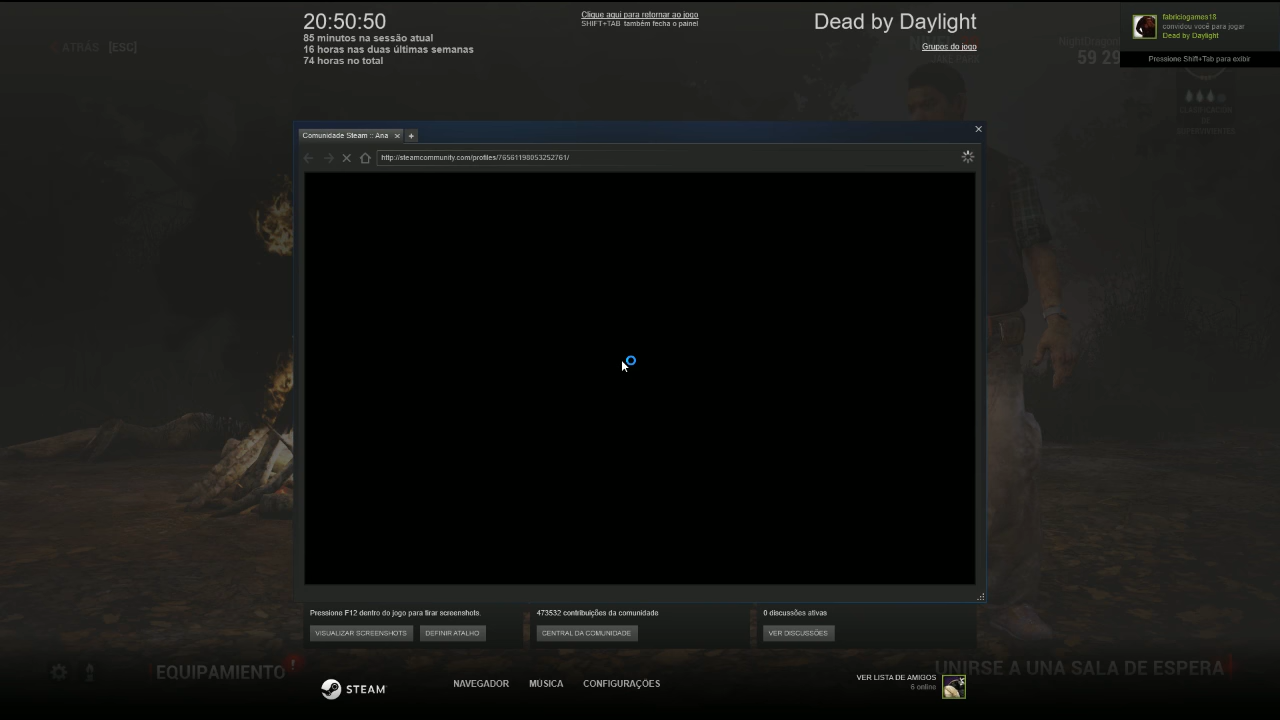 20:50:50
85 minutos na sessão atual
16 horas nas duas últimas semanas
74 horas no total
Clique aqui para retornar ao jogo
SHIFT+TAB também fecha o painel
Dead by Daylight
Grupos do jogo
fabriciogames18
convidou você para jogar
Dead by Daylight
Pressione Shift+Tab para exibir
ATRÁS [ESC]
59 29
Comunidade Steam :: Ana
http://steamcommunity.com/profiles/76561198053252761/
Pressione F12 dentro do jogo para tirar screenshots.
VISUALIZAR SCREENSHOTS
DEFINIR ATALHO
473532 contribuições da comunidade
CENTRAL DA COMUNIDADE
0 discussões ativas
VER DISCUSSÕES
EQUIPAMIENTO
UNIRSE A UNA SALA DE ESPERA
STEAM
NAVEGADOR
MÚSICA
CONFIGURAÇÕES
VER LISTA DE AMIGOS
6 online